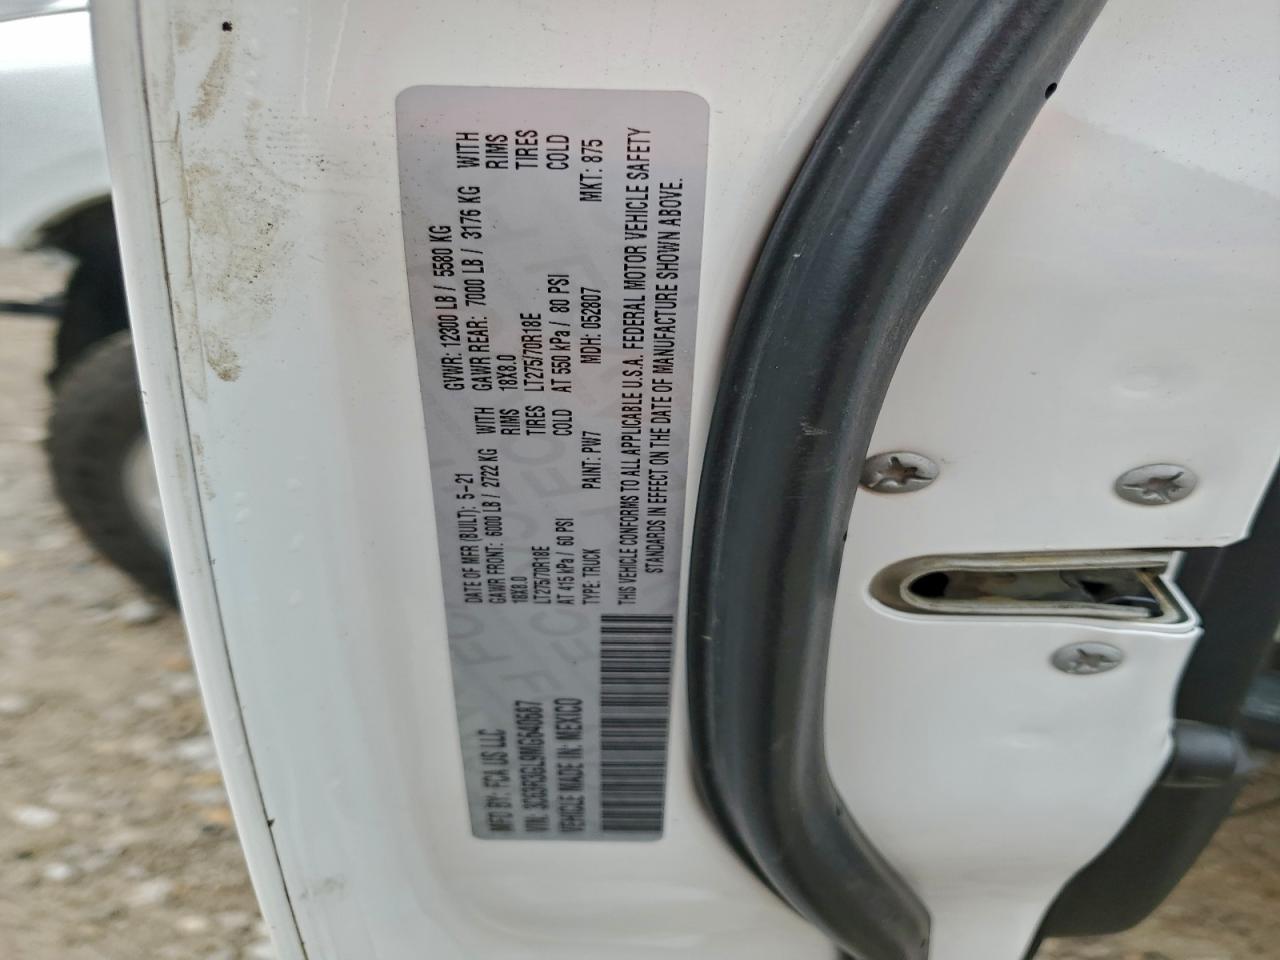 MFD BY: FCA US LLC
DATE OF MFR (BUILT): 5-21
GVWR: 12300 LB / 5580 KG
GAWR FRONT: 6000 LB / 2722 KG WITH
18X8.0 RIMS
LT275/70R18E TIRES
AT 415 kPa / 60 PSI COLD
GAWR REAR: 7000 LB / 3176 KG WITH
18X8.0 RIMS
LT275/70R18E TIRES
AT 550 kPa / 80 PSI COLD
VIN: 3C63R3GL9MG640687
TYPE: TRUCK PAINT: PW7 MDH: 052807 MKT: 875
VEHICLE MADE IN: MEXICO
THIS VEHICLE CONFORMS TO ALL APPLICABLE U.S.A. FEDERAL MOTOR VEHICLE SAFETY
STANDARDS IN EFFECT ON THE DATE OF MANUFACTURE SHOWN ABOVE.